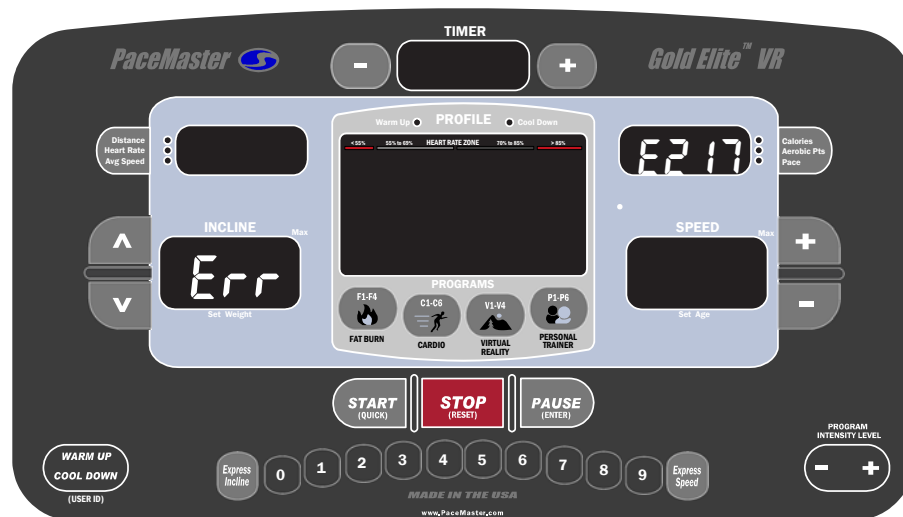 TIMER
PaceMaster
- +
Gold Elite™ VR
Warm Up PROFILE Cool Down
Distance
Heart Rate
Avg Speed
<55% 55% to 69% HEART RATE ZONE 70% to 85% > 85%
E217
Calories
Aerobic Pts
Pace
INCLINE
Max
Err
Set Weight
SPEED
Max
Set Age
+
-
PROGRAMS
F1-F4 C1-C6 V1-V4 P1-P6
FAT BURN
CARDIO
VIRTUAL
REALITY
PERSONAL
TRAINER
START
(QUICK)
STOP
(RESET)
PAUSE
(ENTER)
WARM UP
COOL DOWN
(USER ID)
Express
Incline
0 1 2 3 4 5 6 7 8 9
Express
Speed
PROGRAM
INTENSITY LEVEL
- +
MADE IN THE USA
www.PaceMaster.com